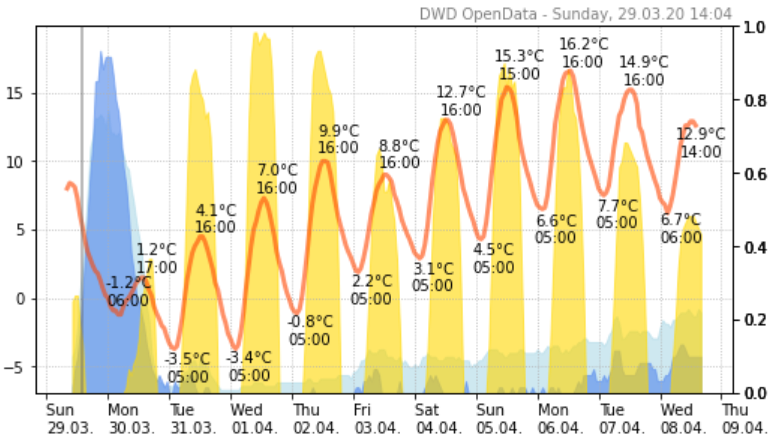 DWD OpenData - Sunday, 29.03.20 14:04
1.0
0.8
0.6
0.4
0.2
0.0
15
10
5
0
−5
-1.2°C
06:00
1.2°C
17:00
-3.5°C
05:00
4.1°C
16:00
-3.4°C
05:00
7.0°C
16:00
-0.8°C
05:00
9.9°C
16:00
2.2°C
05:00
8.8°C
16:00
3.1°C
05:00
12.7°C
16:00
4.5°C
05:00
15.3°C
15:00
6.6°C
05:00
16.2°C
16:00
7.7°C
05:00
14.9°C
16:00
6.7°C
06:00
12.9°C
14:00
Sun
29.03.
Mon
30.03.
Tue
31.03.
Wed
01.04.
Thu
02.04.
Fri
03.04.
Sat
04.04.
Sun
05.04.
Mon
06.04.
Tue
07.04.
Wed
08.04.
Thu
09.04.